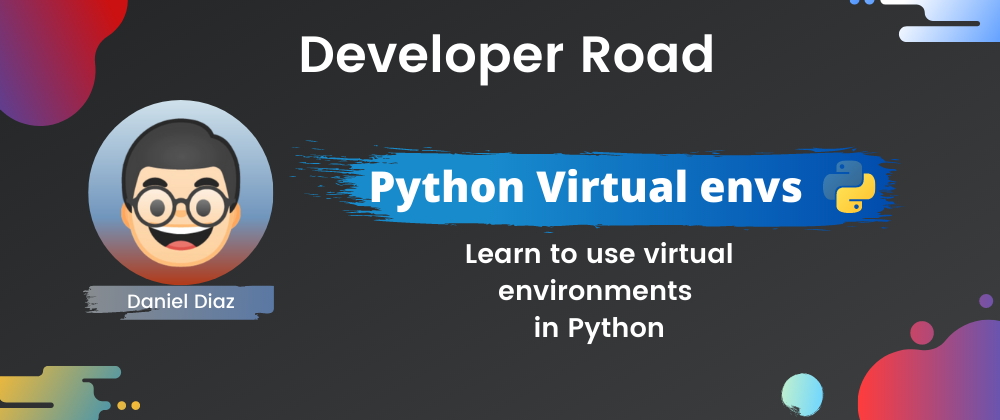 Developer Road
Python Virtual envs
Daniel Diaz
Learn to use virtual
environments
in Python